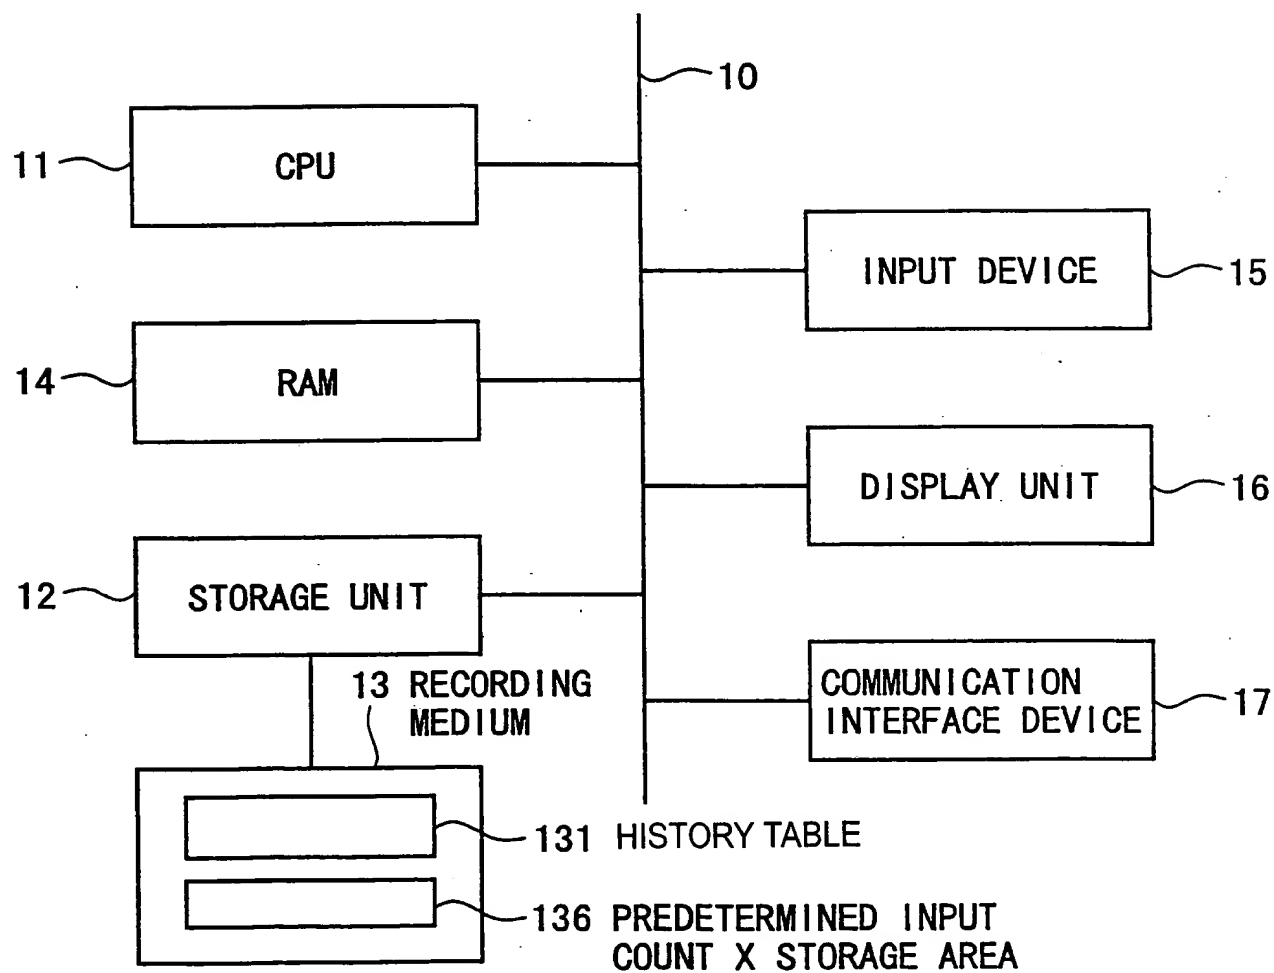 10
11
CPU
INPUT DEVICE
15
14
RAM
DISPLAY UNIT
16
12
STORAGE UNIT
13 RECORDING
MEDIUM
COMMUNICATION
INTERFACE DEVICE
17
131 HISTORY TABLE
136 PREDETERMINED INPUT
COUNT X STORAGE AREA